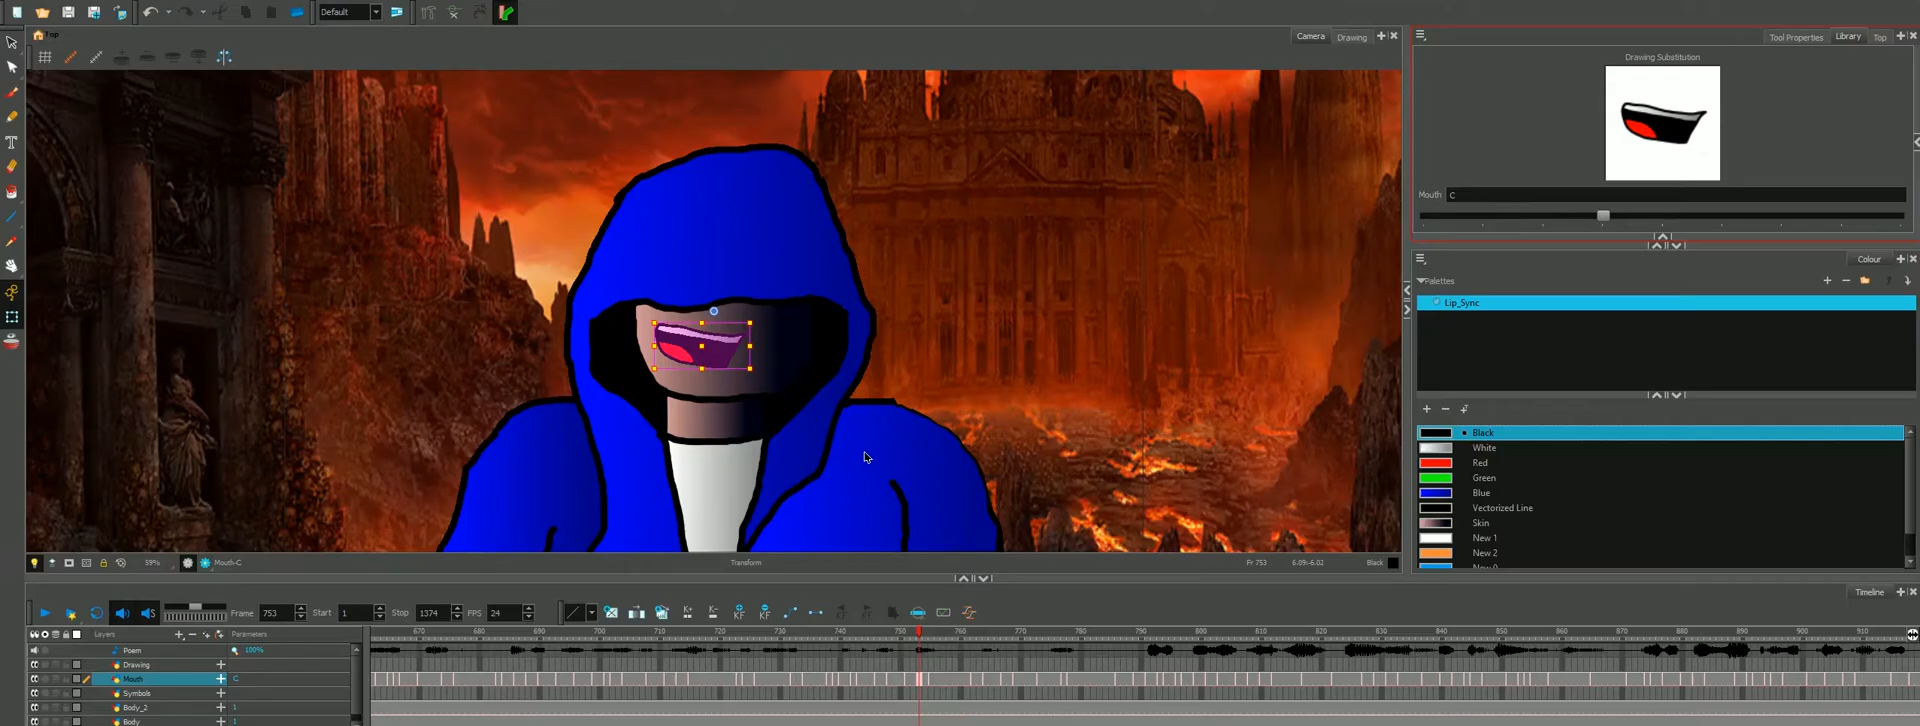 Default
Top
Camera
Drawing
Tool Properties
Library
Top
Drawing Substitution
Mouth
C
Colour
Palettes
Lip_Sync
Black
White
Red
Green
Blue
Vectorized Line
Skin
New 1
New 2
59%
Mouth-C
Transform
Fr 753
Black
Timeline
Frame 753 Start 1 Stop 1374 FPS 24
Layers
Parameters
670 680 690 700 710 720 730 740 750 760 770 780 790 800 810 820 830 840 850 860 870 880 890 900 910
Poem 100%
Drawing
Mouth C
Symbols
Body_2 1
Body 1